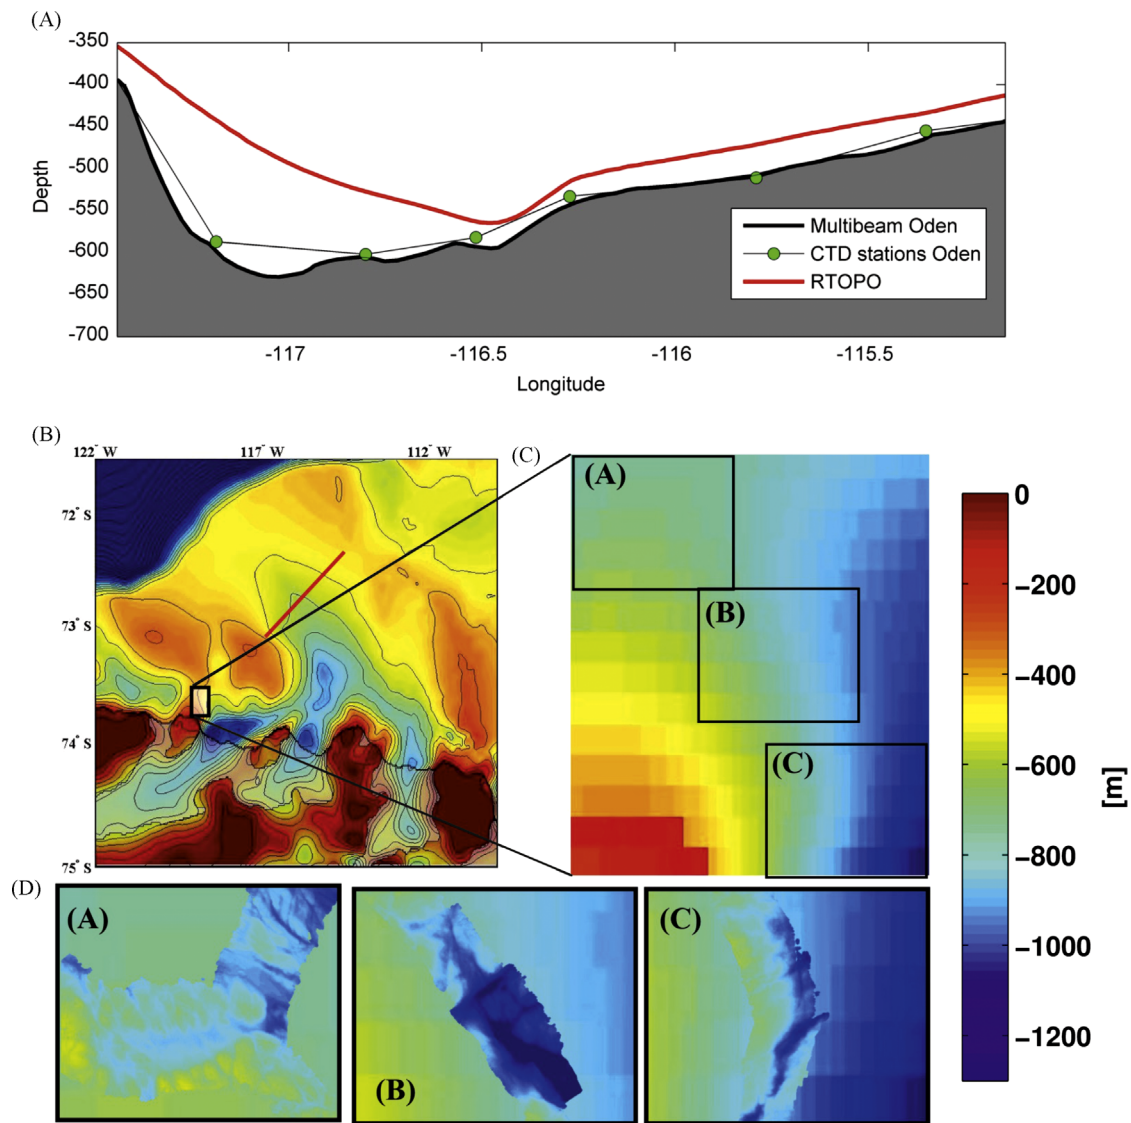 (A)
-350
-400
-450
-500
-550
-600
-650
-700
Depth
-117
-116.5
-116
-115.5
Longitude
Multibeam Oden
CTD stations Oden
RTOPO
(B)
122° W
117° W
112° W
72° S
73° S
74° S
75° S
(C)
(A)
(B)
(C)
0
−200
−400
−600
−800
−1000
−1200
[m]
(D)
(A)
(B)
(C)